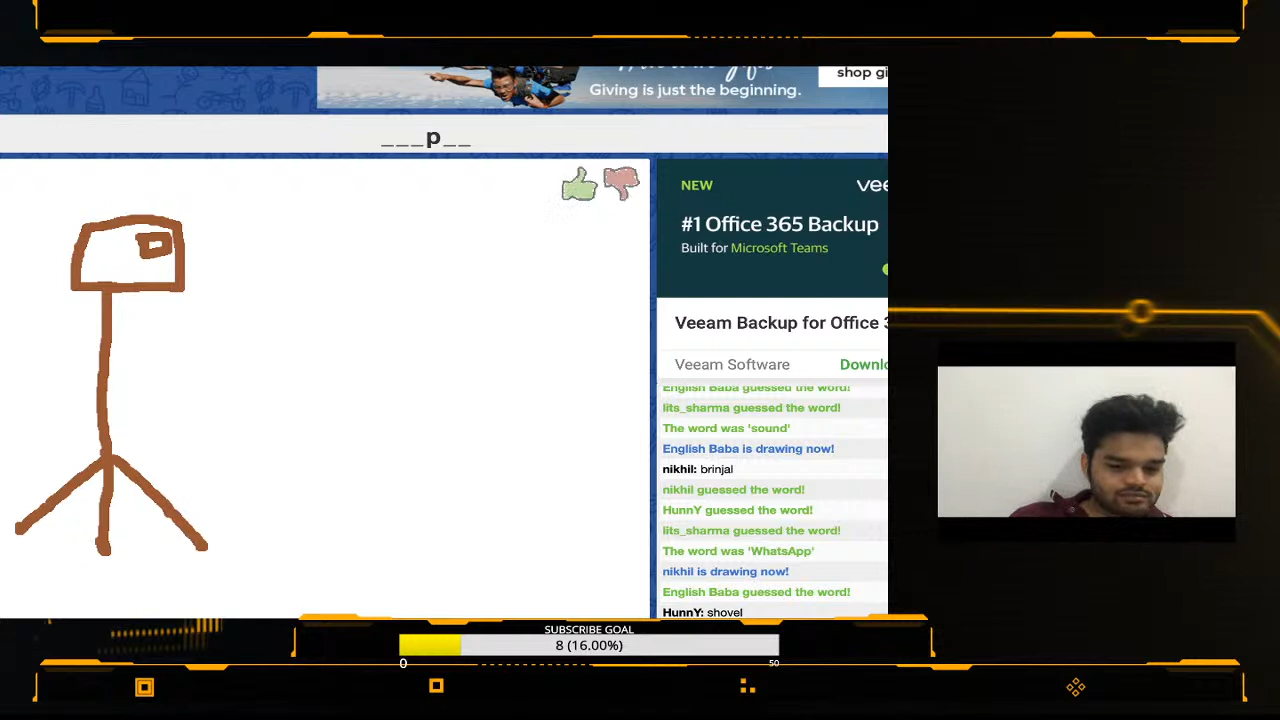 shop gi
Giving is just the beginning.
___p__
NEW
vee
#1 Office 365 Backup
Built for Microsoft Teams
Veeam Backup for Office 3
Veeam Software Downlo
English Baba guessed the word!
lits_sharma guessed the word!
The word was 'sound'
English Baba is drawing now!
nikhil: brinjal
nikhil guessed the word!
HunnY guessed the word!
lits_sharma guessed the word!
The word was 'WhatsApp'
nikhil is drawing now!
English Baba guessed the word!
HunnY: shovel
SUBSCRIBE GOAL
8 (16.00%)
0 50